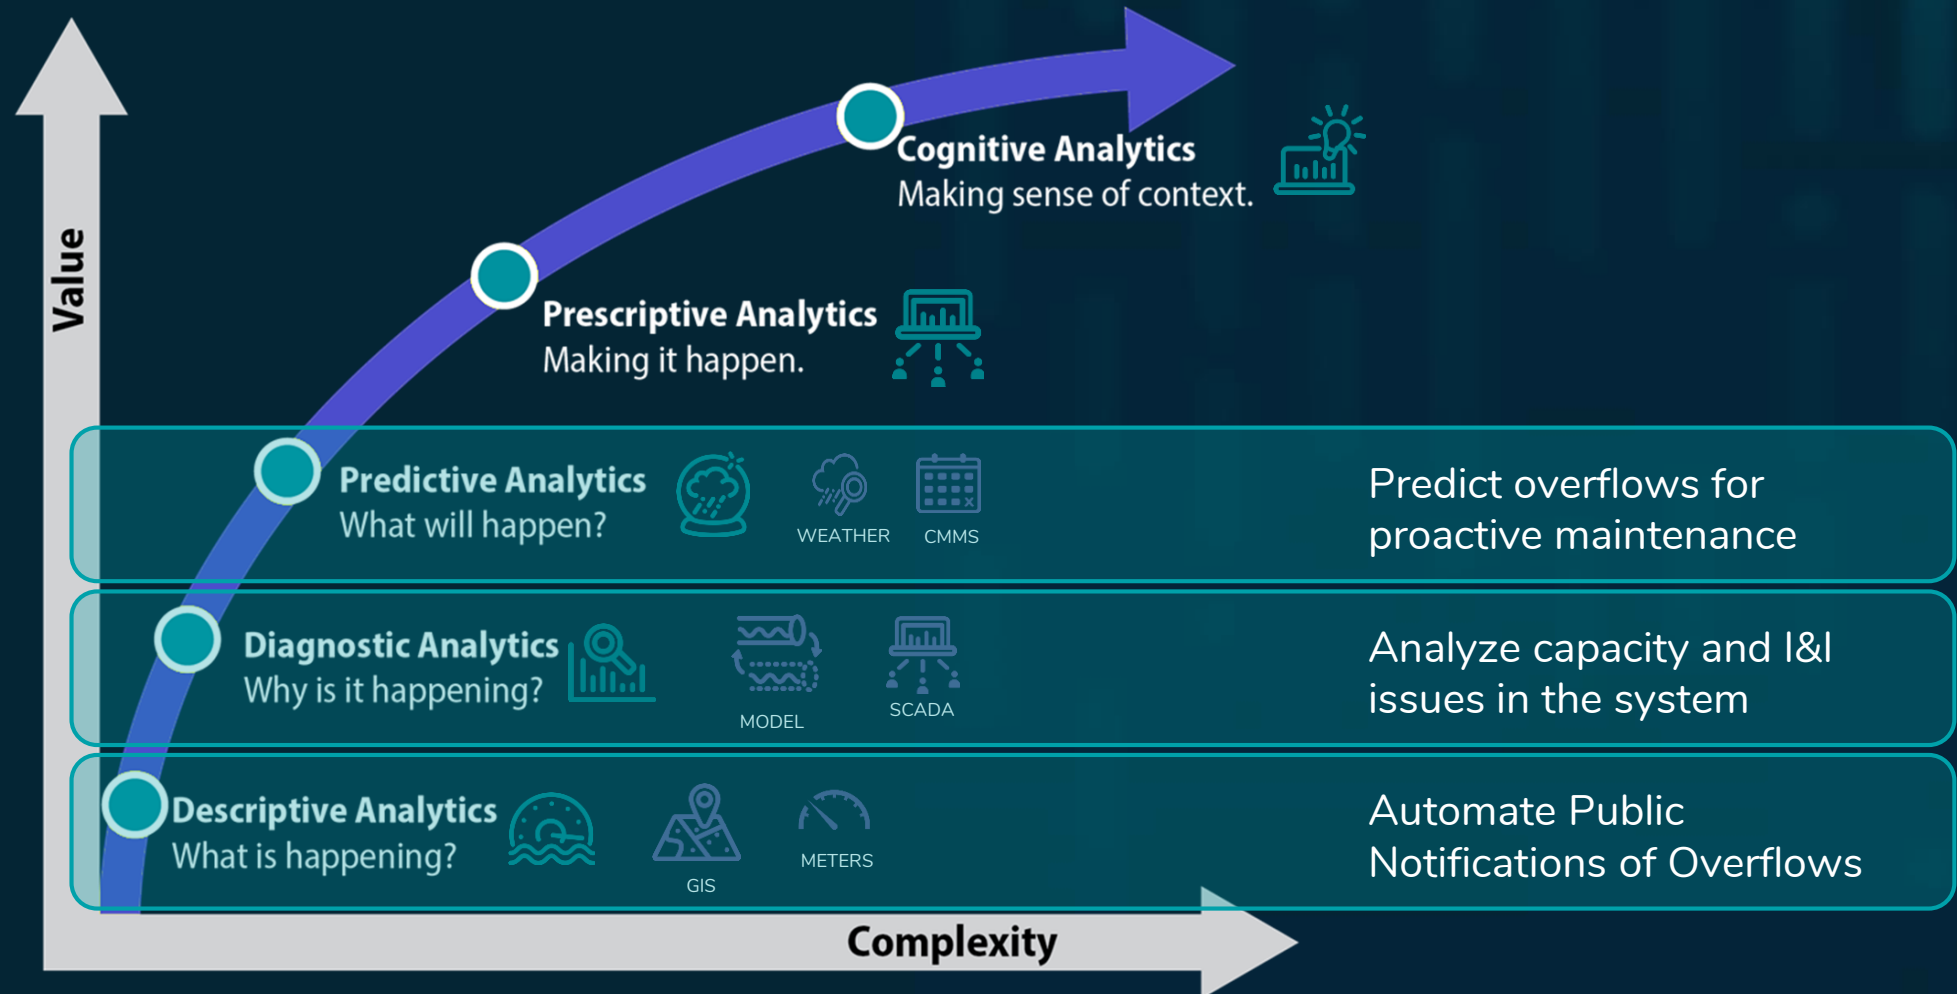 Value
Cognitive Analytics
Making sense of context.
Prescriptive Analytics
Making it happen.
Predictive Analytics
What will happen?
WEATHER
CMMS
Predict overflows for
proactive maintenance
Diagnostic Analytics
Why is it happening?
MODEL
SCADA
Analyze capacity and I&I
issues in the system
Descriptive Analytics
What is happening?
GIS
METERS
Automate Public
Notifications of Overflows
Complexity